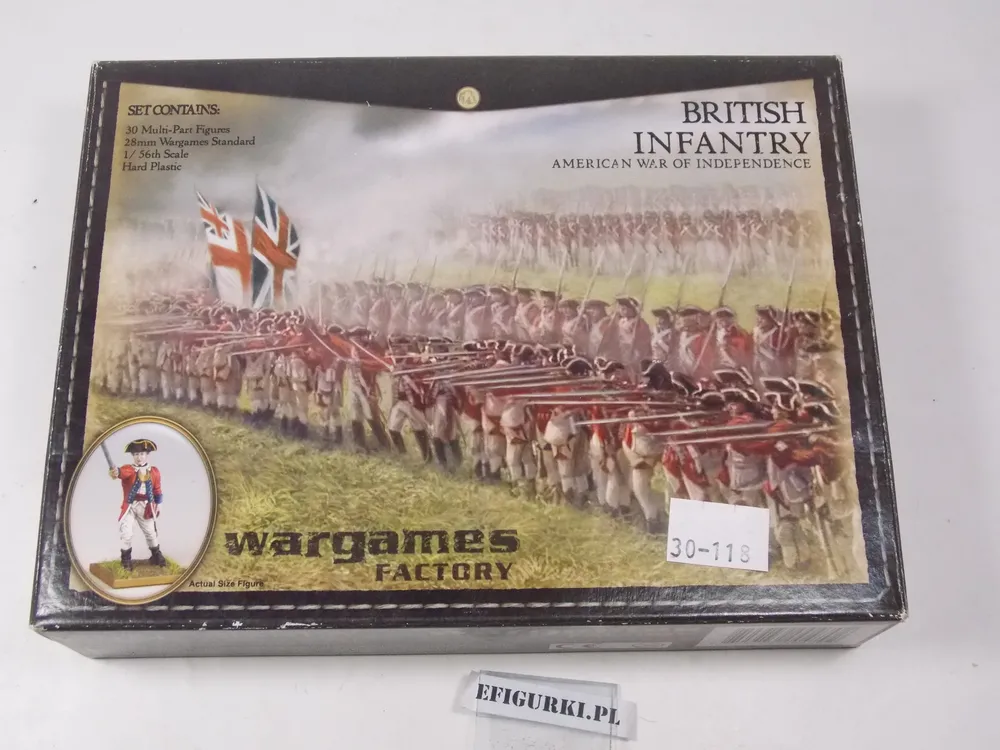 SET CONTAINS:
30 Multi-Part Figures
28mm Wargames Standard
1/ 56th Scale
Hard Plastic
BRITISH
INFANTRY
AMERICAN WAR OF INDEPENDENCE
wargames
FACTORY
Actual Size Figure
30-118
EFIGURKI.PL